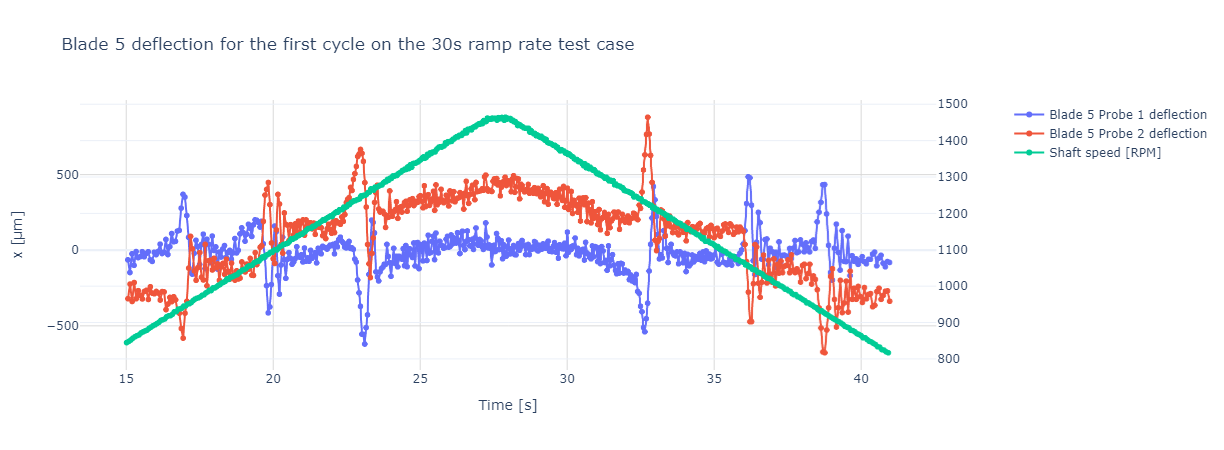 Blade 5 deflection for the first cycle on the 30s ramp rate test case
Blade 5 Probe 1 deflection
Blade 5 Probe 2 deflection
Shaft speed [RPM]
x [µm]
500
0
−500
1500
1400
1300
1200
1100
1000
900
800
15 20 25 30 35 40
Time [s]